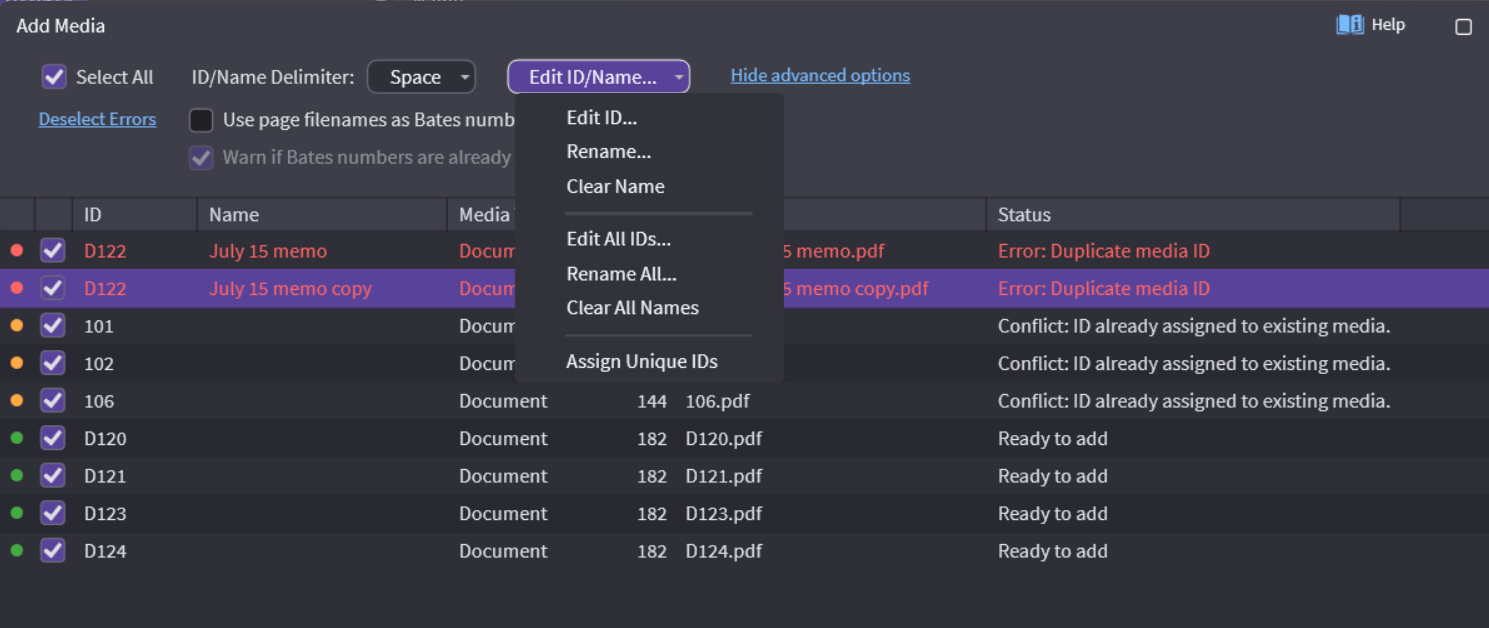 Add Media Help
Select All ID/Name Delimiter: Space Edit ID/Name... Hide advanced options
Deselect Errors Use page filenames as Bates numb
Warn if Bates numbers are already
Edit ID...
Rename...
Clear Name
Edit All IDs...
Rename All...
Clear All Names
Assign Unique IDs
ID Name Media Status
D122 July 15 memo Docum 5 memo.pdf Error: Duplicate media ID
D122 July 15 memo copy Docum 5 memo copy.pdf Error: Duplicate media ID
101 Docum Conflict: ID already assigned to existing media.
102 Docum Conflict: ID already assigned to existing media.
106 Document 144 106.pdf Conflict: ID already assigned to existing media.
D120 Document 182 D120.pdf Ready to add
D121 Document 182 D121.pdf Ready to add
D123 Document 182 D123.pdf Ready to add
D124 Document 182 D124.pdf Ready to add